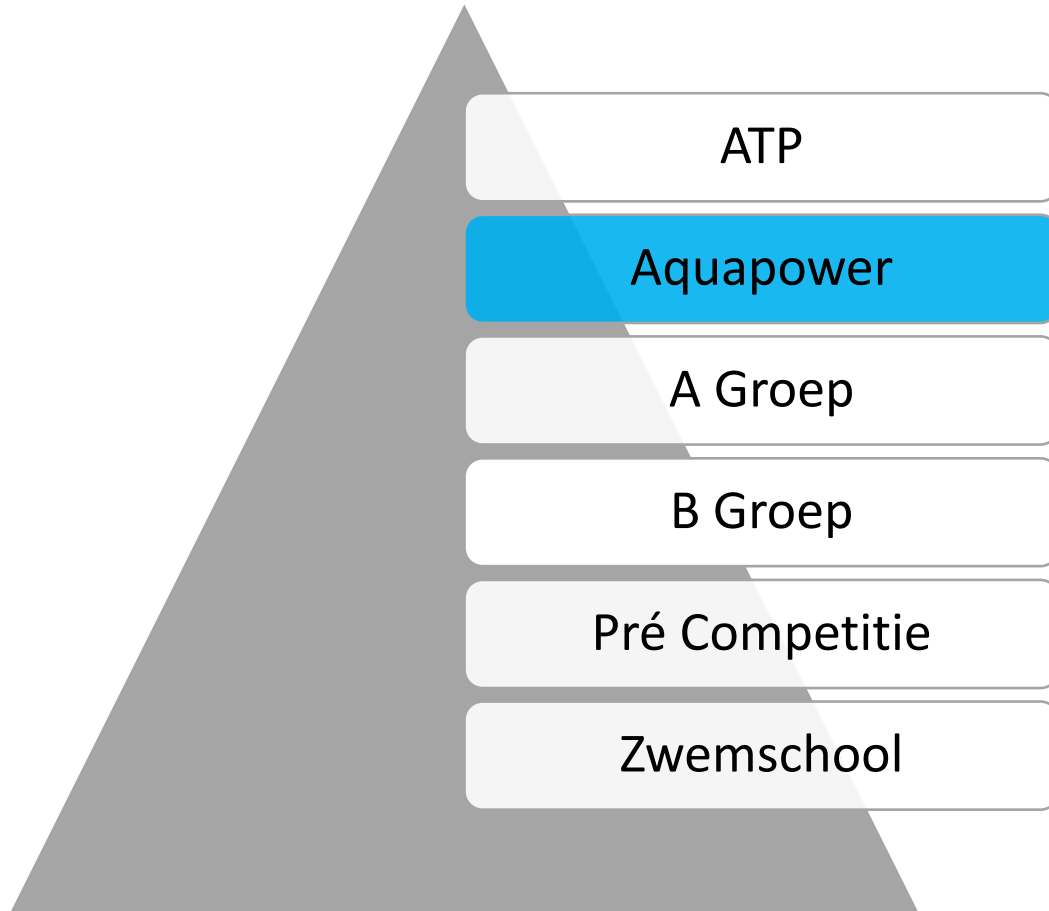 ATP
Aquapower
A Groep
B Groep
Pré Competitie
Zwemschool